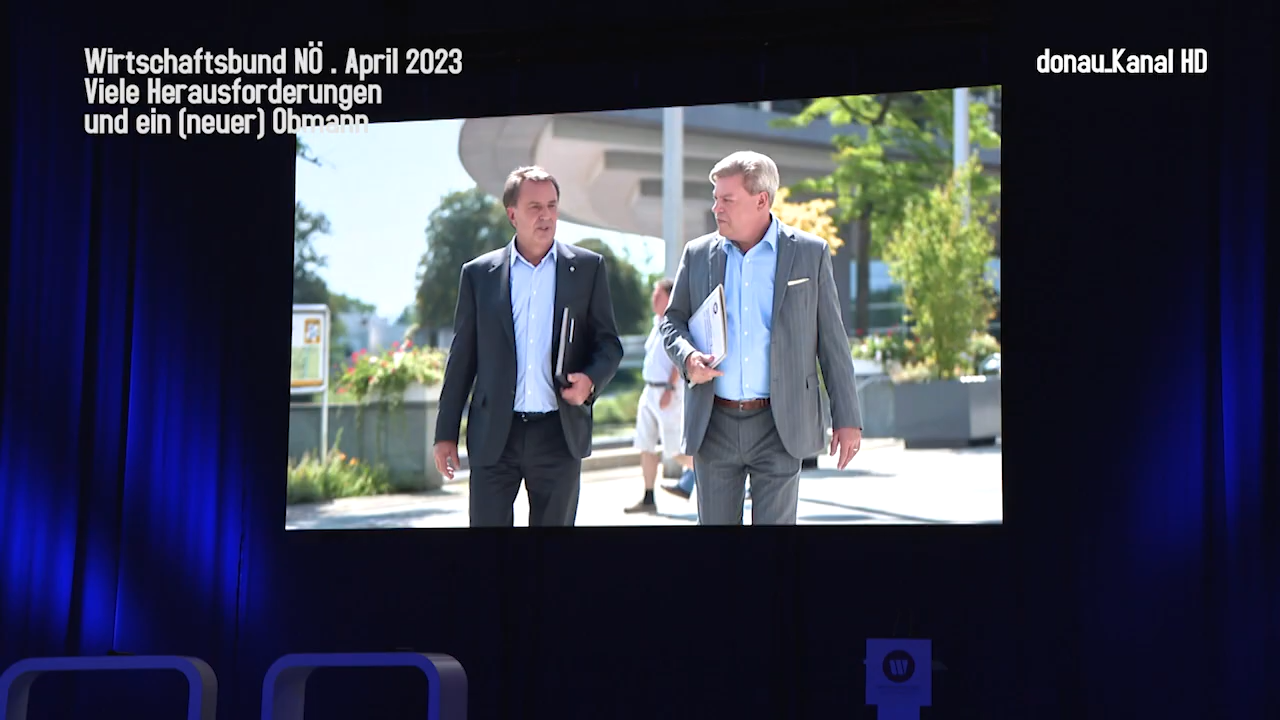 Wirtschaftsbund NÖ . April 2023
Viele Herausforderungen
und ein (neuer) Obmann
donau_Kanal HD
W